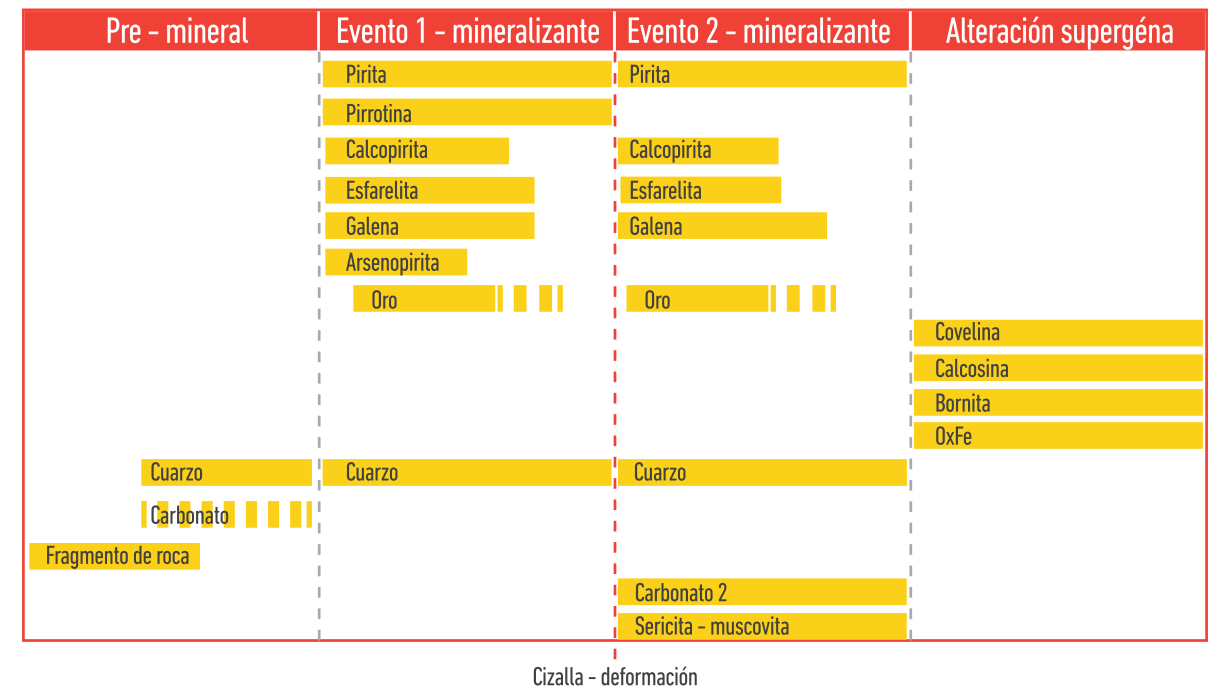 Pre - mineral
Evento 1 - mineralizante
Evento 2 - mineralizante
Alteración supergéna
Pirita
Pirita
Pirrotina
Calcopirita
Calcopirita
Esfarelita
Esfarelita
Galena
Galena
Arsenopirita
Oro
Oro
Covelina
Calcosina
Bornita
OxFe
Cuarzo
Cuarzo
Cuarzo
Carbonato
Fragmento de roca
Carbonato 2
Sericita - muscovita
Cizalla - deformación